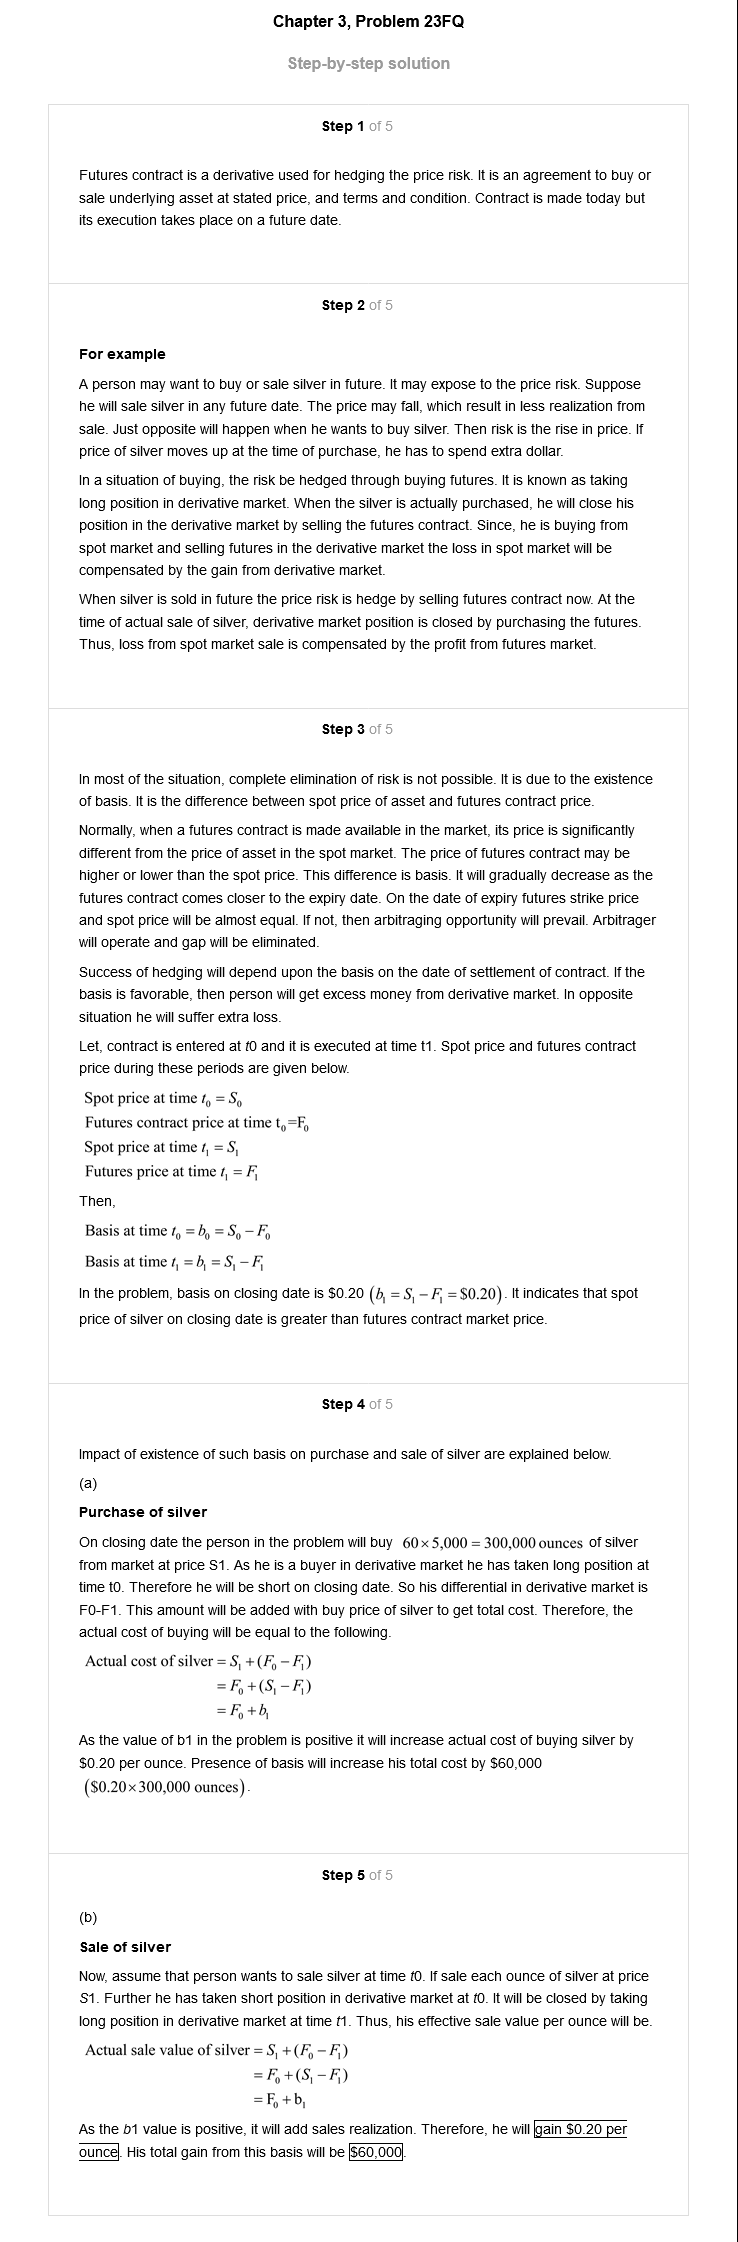 Chapter 3, Problem 23FQ
Step-by-step solution
Step 1 of 5
Futures contract is a derivative used for hedging the price risk. It is an agreement to buy or
sale underlying asset at stated price, and terms and condition. Contract is made today but
its execution takes place on a future date.
Step 2 of 5
For example
A person may want to buy or sale silver in future. It may expose to the price risk. Suppose
he will sale silver in any future date. The price may fall, which result in less realization from
sale. Just opposite will happen when he wants to buy silver. Then risk is the rise in price. If
price of silver moves up at the time of purchase, he has to spend extra dollar.
In a situation of buying, the risk be hedged through buying futures. It is known as taking
long position in derivative market. When the silver is actually purchased, he will close his
position in the derivative market by selling the futures contract. Since, he is buying from
spot market and selling futures in the derivative market the loss in spot market will be
compensated by the gain from derivative market.
When silver is sold in future the price risk is hedge by selling futures contract now. At the
time of actual sale of silver, derivative market position is closed by purchasing the futures.
Thus, loss from spot market sale is compensated by the profit from futures market.
Step 3 of 5
In most of the situation, complete elimination of risk is not possible. It is due to the existence
of basis. It is the difference between spot price of asset and futures contract price.
Normally, when a futures contract is made available in the market, its price is significantly
different from the price of asset in the spot market. The price of futures contract may be
higher or lower than the spot price. This difference is basis. It will gradually decrease as the
futures contract comes closer to the expiry date. On the date of expiry futures strike price
and spot price will be almost equal. If not, then arbitraging opportunity will prevail. Arbitrager
will operate and gap will be eliminated.
Success of hedging will depend upon the basis on the date of settlement of contract. If the
basis is favorable, then person will get excess money from derivative market. In opposite
situation he will suffer extra loss.
Let, contract is entered at t0 and it is executed at time t1. Spot price and futures contract
price during these periods are given below.
Spot price at time t₀ = S₀
Futures contract price at time t₀=F₀
Spot price at time t₁ = S₁
Futures price at time t₁ = F₁
Then,
Basis at time t₀ = b₀ = S₀ − F₀
Basis at time t₁ = b₁ = S₁ − F₁
In the problem, basis on closing date is $0.20 (b₁ = S₁ − F₁ = $0.20). It indicates that spot
price of silver on closing date is greater than futures contract market price.
Step 4 of 5
Impact of existence of such basis on purchase and sale of silver are explained below.
(a)
Purchase of silver
On closing date the person in the problem will buy 60×5,000 = 300,000 ounces of silver
from market at price S1. As he is a buyer in derivative market he has taken long position at
time t0. Therefore he will be short on closing date. So his differential in derivative market is
F0-F1. This amount will be added with buy price of silver to get total cost. Therefore, the
actual cost of buying will be equal to the following.
Actual cost of silver = S₁ + (F₀ − F₁)
= F₀ + (S₁ − F₁)
= F₀ + b₁
As the value of b1 in the problem is positive it will increase actual cost of buying silver by
$0.20 per ounce. Presence of basis will increase his total cost by $60,000
($0.20×300,000 ounces).
Step 5 of 5
(b)
Sale of silver
Now, assume that person wants to sale silver at time t0. If sale each ounce of silver at price
S1. Further he has taken short position in derivative market at t0. It will be closed by taking
long position in derivative market at time t1. Thus, his effective sale value per ounce will be.
Actual sale value of silver = S₁ + (F₀ − F₁)
= F₀ + (S₁ − F₁)
= F₀ + b₁
As the b1 value is positive, it will add sales realization. Therefore, he will gain $0.20 per
ounce. His total gain from this basis will be $60,000.